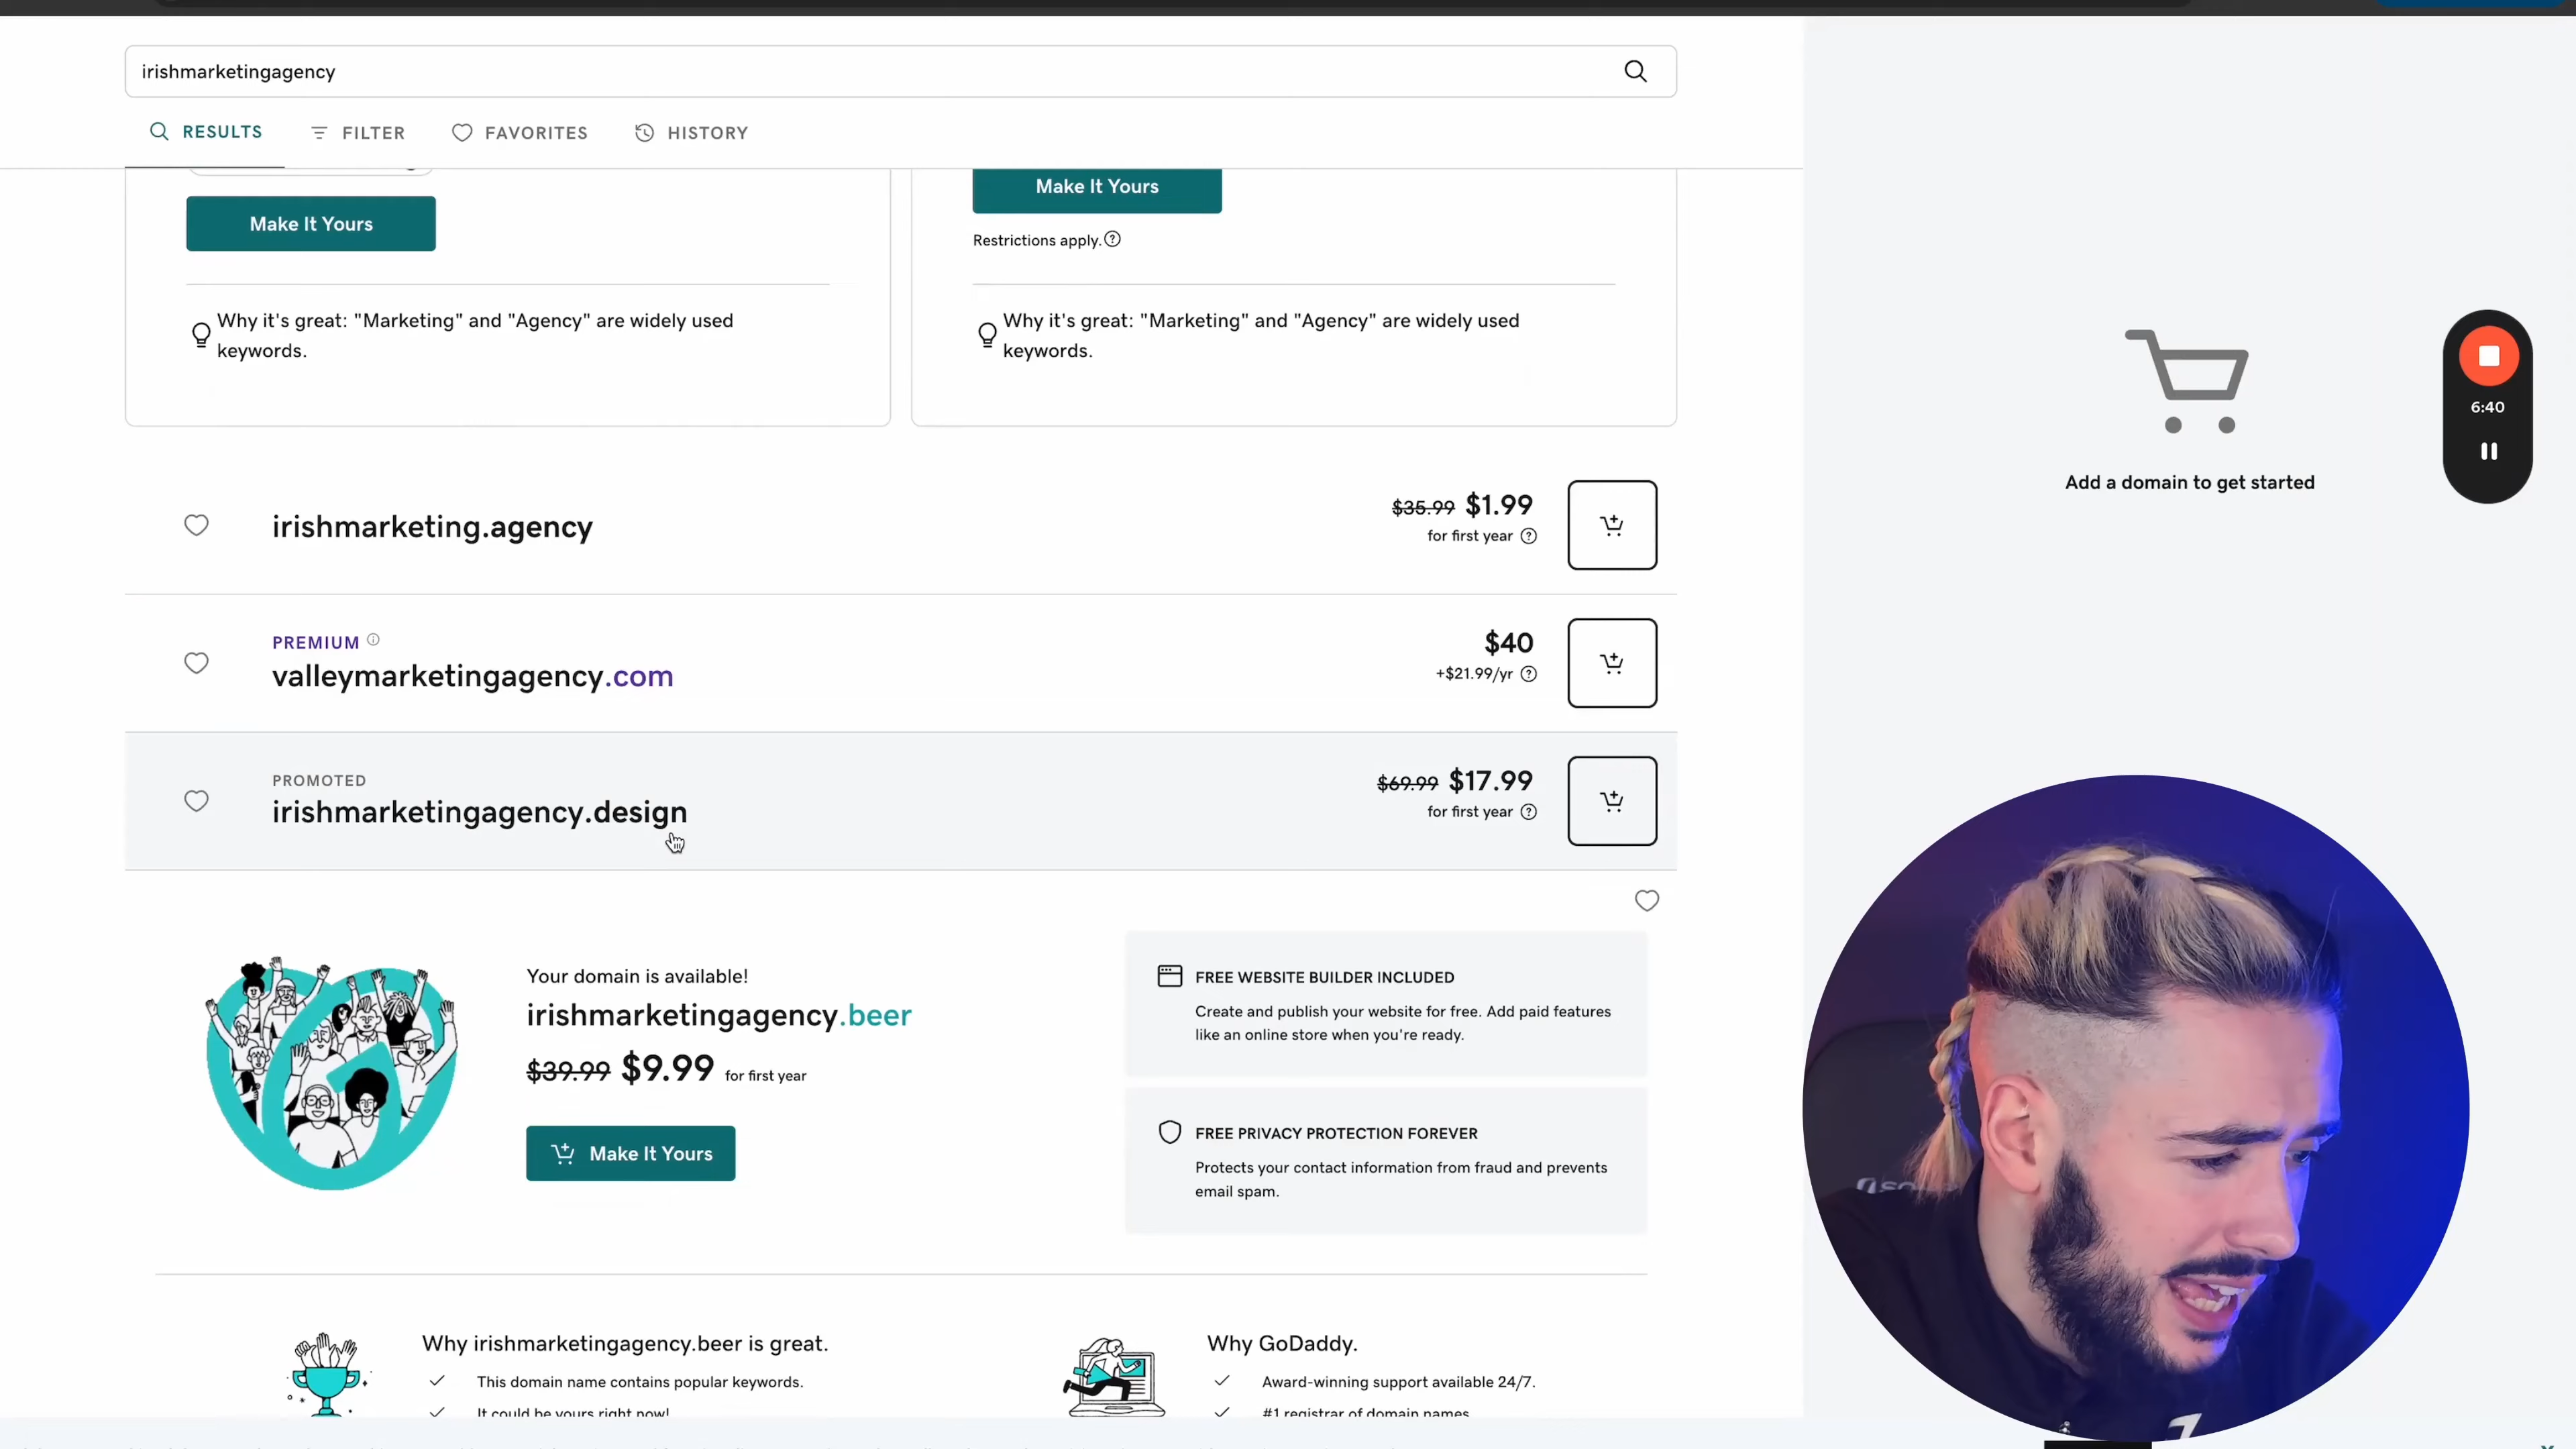 irishmarketingagency
RESULTS
FILTER
FAVORITES
HISTORY
Make It Yours
Why it's great: "Marketing" and "Agency" are widely used
keywords.
Make It Yours
Restrictions apply.
Why it's great: "Marketing" and "Agency" are widely used
keywords.
irishmarketing.agency
$35.99 $1.99
for first year
PREMIUM
valleymarketingagency.com
$40
+$21.99/yr
PROMOTED
irishmarketingagency.design
$69.99 $17.99
for first year
Your domain is available!
irishmarketingagency.beer
$39.99 $9.99 for first year
Make It Yours
FREE WEBSITE BUILDER INCLUDED
Create and publish your website for free. Add paid features
like an online store when you're ready.
FREE PRIVACY PROTECTION FOREVER
Protects your contact information from fraud and prevents
email spam.
Why irishmarketingagency.beer is great.
This domain name contains popular keywords.
It could be yours right now!
Why GoDaddy.
Award-winning support available 24/7.
#1 registrar of domain names
Add a domain to get started
6:40